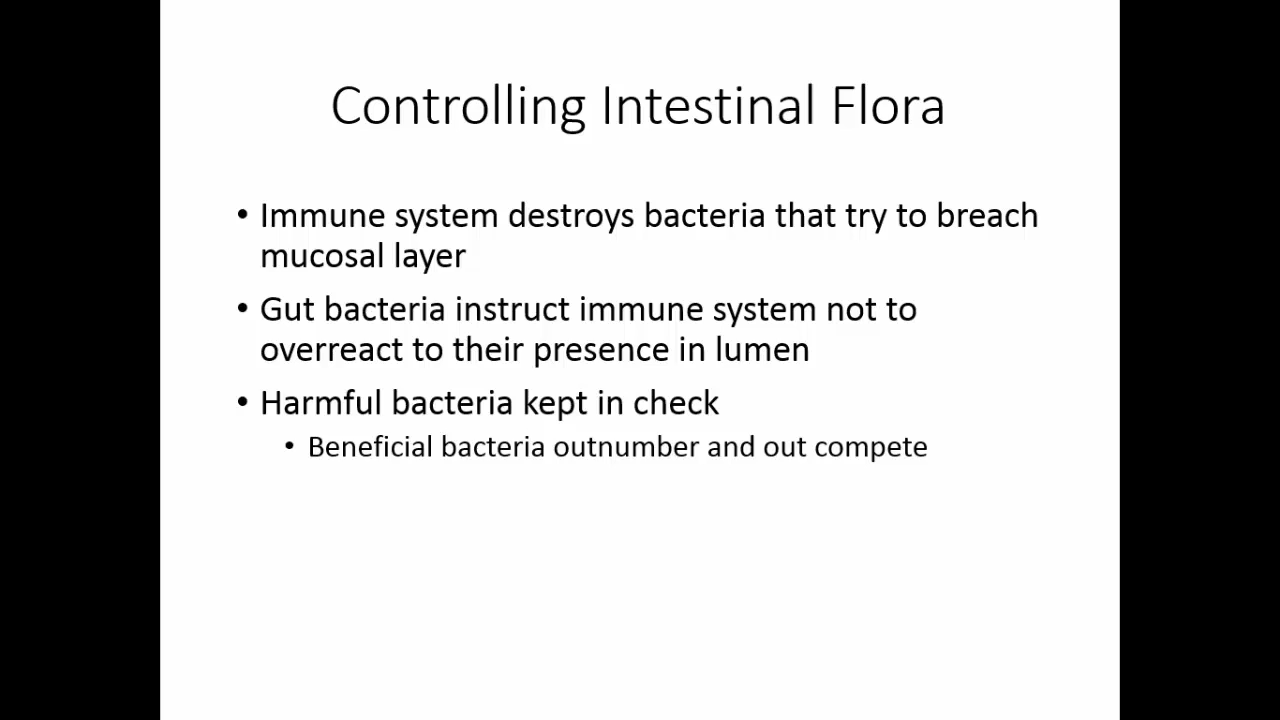 Controlling Intestinal Flora
• Immune system destroys bacteria that try to breach
mucosal layer
• Gut bacteria instruct immune system not to
overreact to their presence in lumen
• Harmful bacteria kept in check
• Beneficial bacteria outnumber and out compete